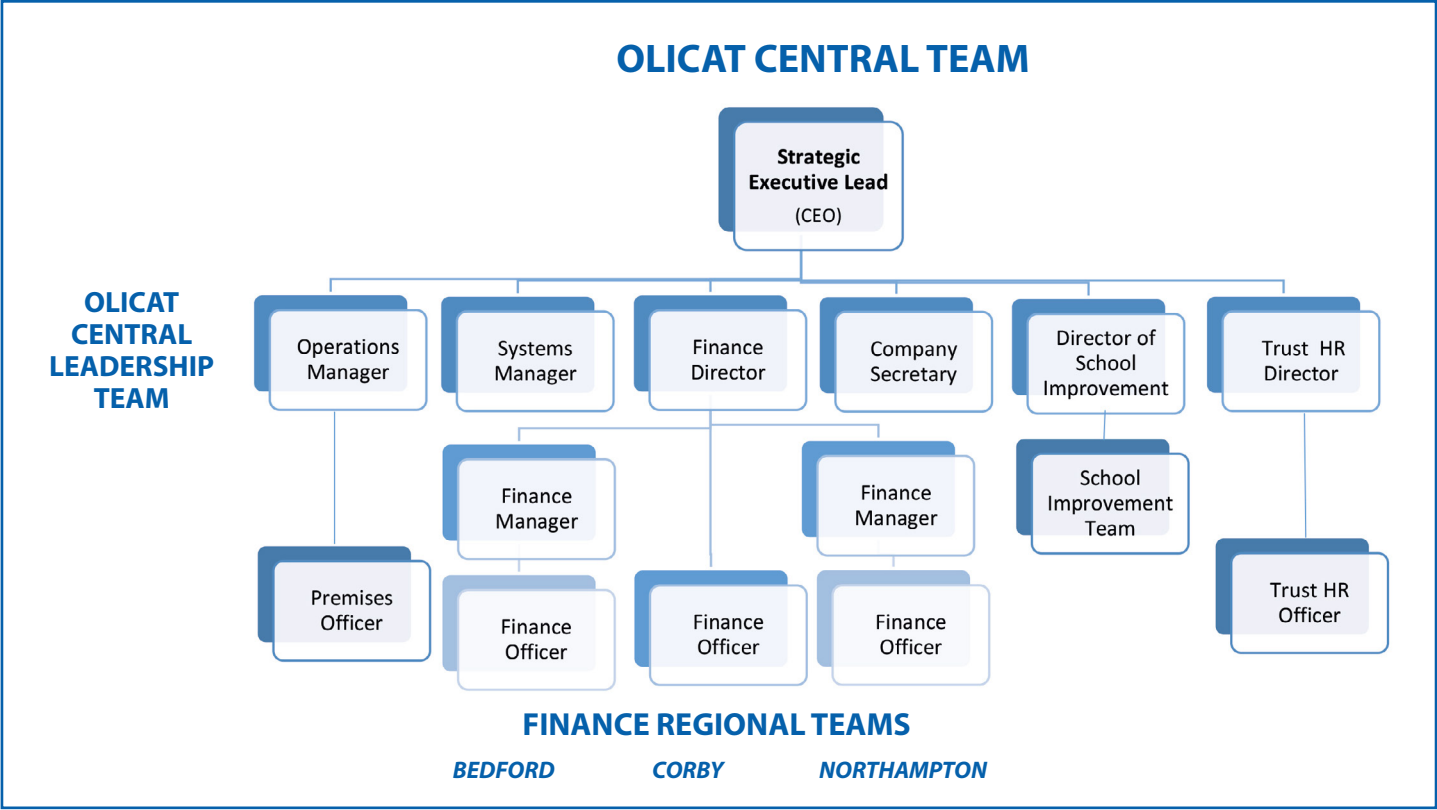 OLICAT CENTRAL TEAM
Strategic
Executive Lead
(CEO)
OLICAT
CENTRAL
LEADERSHIP
TEAM
Operations
Manager
Systems
Manager
Finance
Director
Company
Secretary
Director of
School
Improvement
Trust HR
Director
Finance
Manager
Finance
Manager
School
Improvement
Team
Premises
Officer
Finance
Officer
Finance
Officer
Finance
Officer
Trust HR
Officer
FINANCE REGIONAL TEAMS
BEDFORD
CORBY
NORTHAMPTON